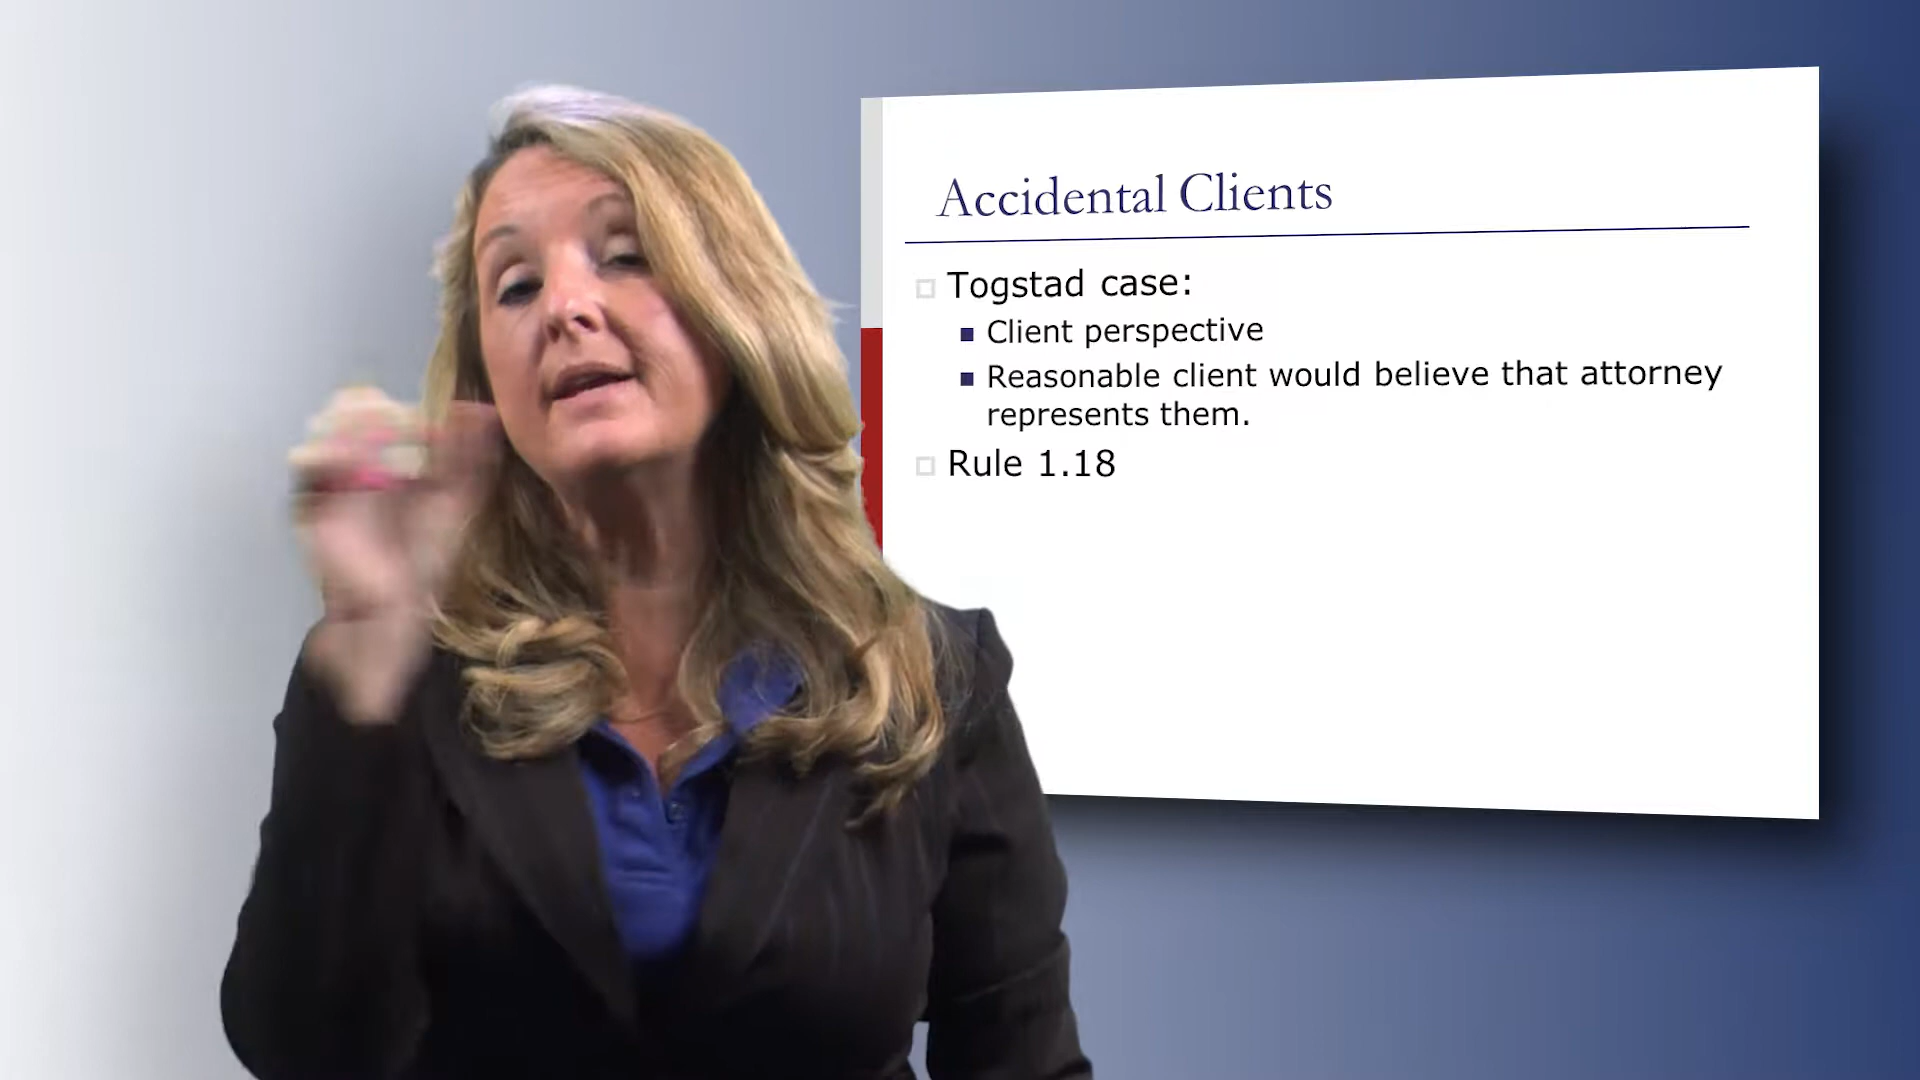 Accidental Clients
Togstad case:
Client perspective
Reasonable client would believe that attorney
represents them.
Rule 1.18